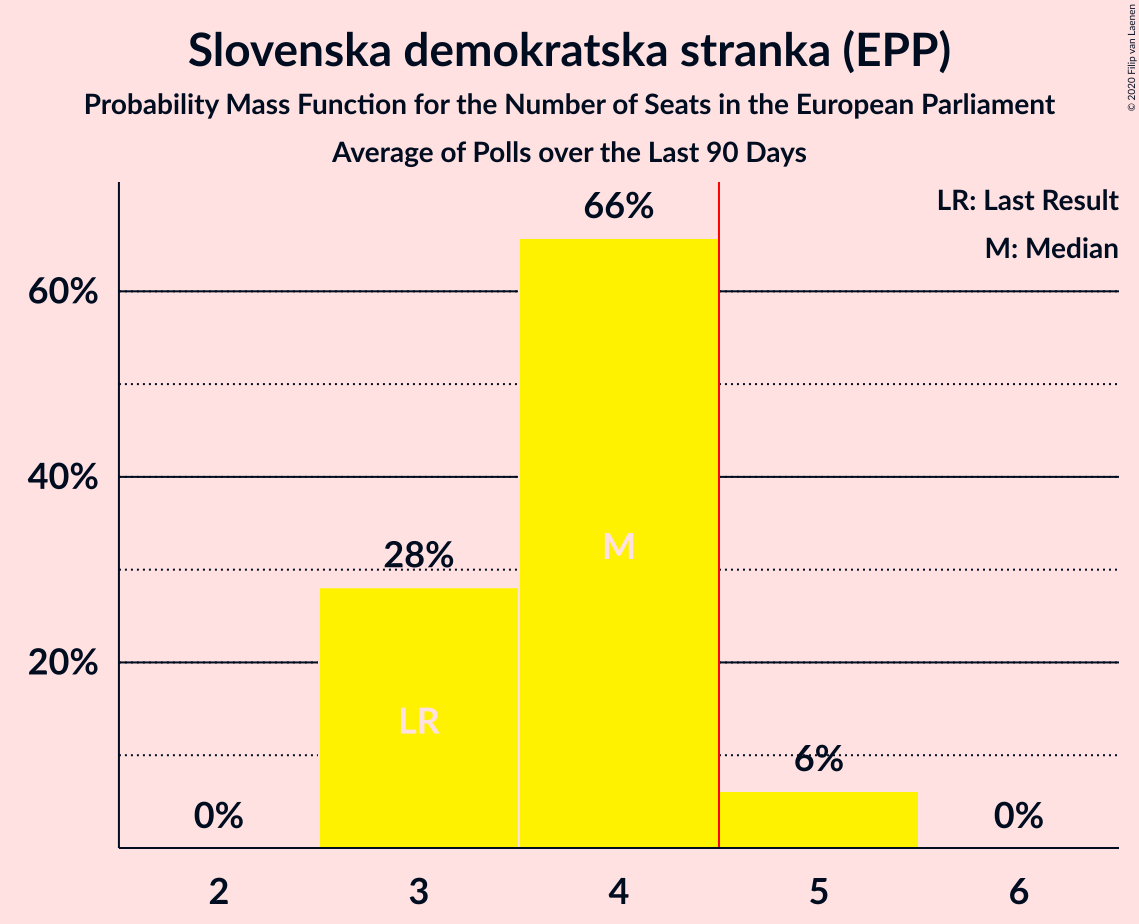 Slovenska demokratska stranka (EPP)
Probability Mass Function for the Number of Seats in the European Parliament
Average of Polls over the Last 90 Days
© 2020 Filip van Laenen
LR: Last Result
M: Median
66%
60%
40%
28%
M
20%
LR
6%
0%
0%
2 3 4 5 6